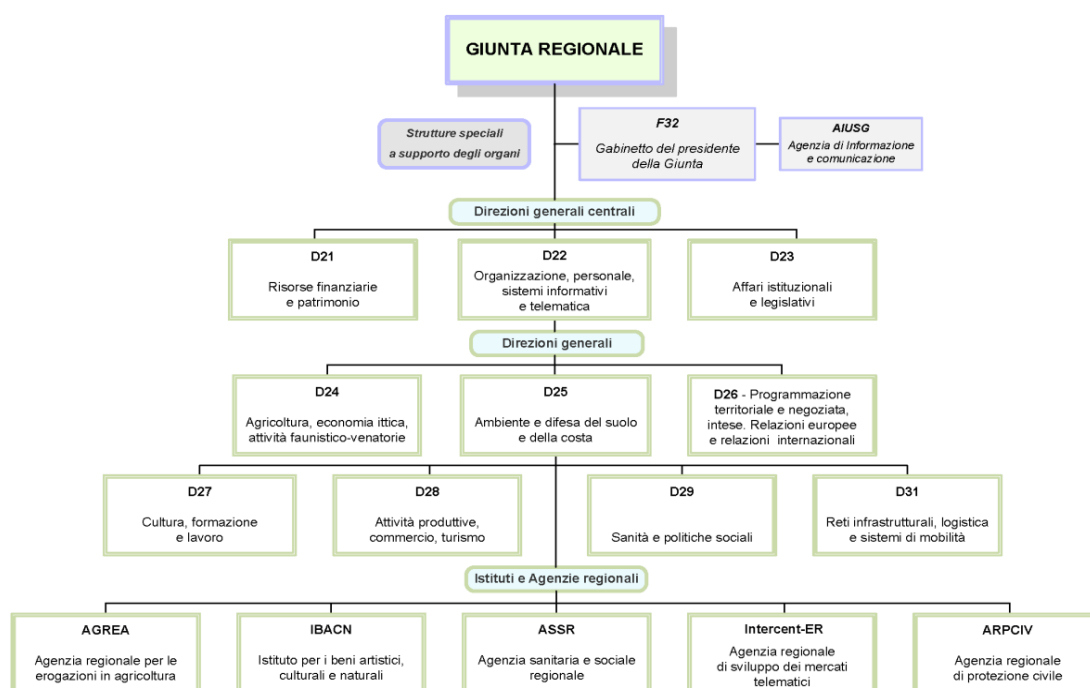 GIUNTA REGIONALE
Strutture speciali
a supporto degli organi
F32
Gabinetto del presidente
della Giunta
AIUSG
Agenzia di Informazione
e comunicazione
Direzioni generali centrali
D21
Risorse finanziarie
e patrimonio
D22
Organizzazione, personale,
sistemi informativi
e telematica
D23
Affari istituzionali
e legislativi
Direzioni generali
D24
Agricoltura, economia ittica,
attività faunistico-venatorie
D25
Ambiente e difesa del suolo
e della costa
D26 - Programmazione
territoriale e negoziata,
intese. Relazioni europee
e relazioni internazionali
D27
Cultura, formazione
e lavoro
D28
Attività produttive,
commercio, turismo
D29
Sanità e politiche sociali
D31
Reti infrastrutturali, logistica
e sistemi di mobilità
Istituti e Agenzie regionali
AGREA
Agenzia regionale per le
erogazioni in agricoltura
IBACN
Istituto per i beni artistici,
culturali e naturali
ASSR
Agenzia sanitaria e sociale
regionale
Intercent-ER
Agenzia regionale
di sviluppo dei mercati
telematici
ARPCIV
Agenzia regionale
di protezione civile